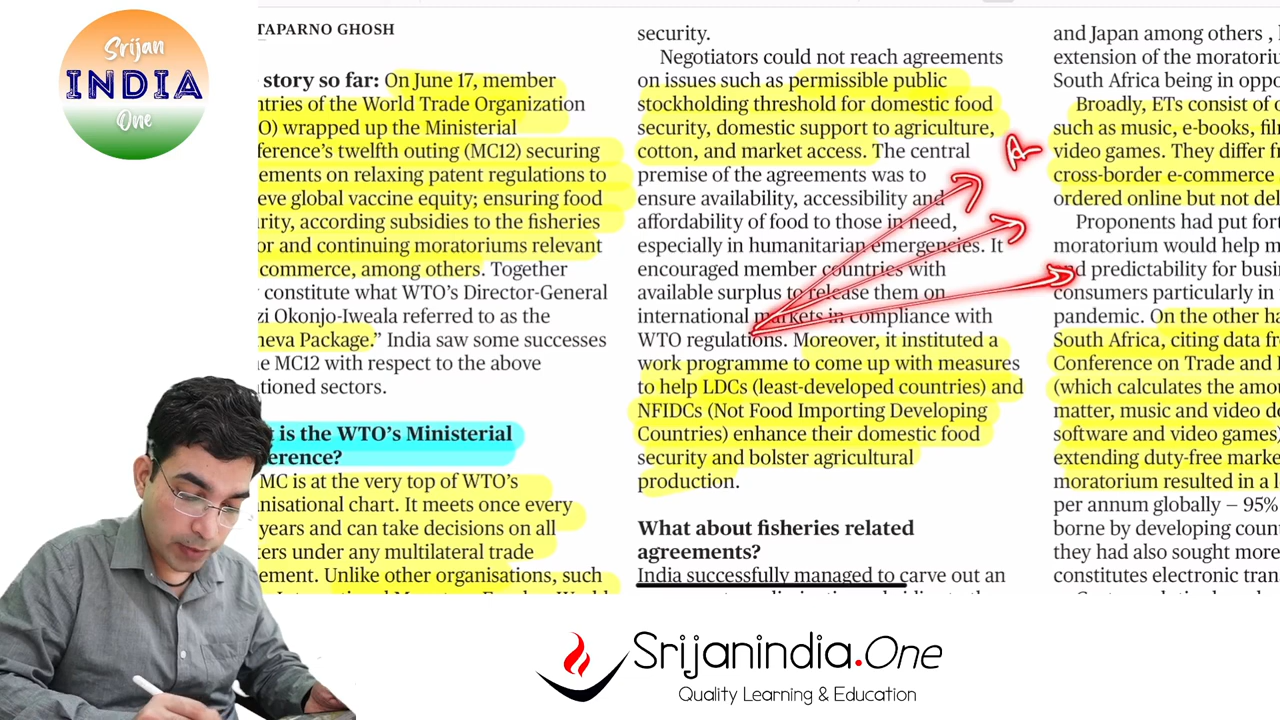 Srijan
INDIA
One
TAPARNO GHOSH
story so far: On June 17, member
ntries of the World Trade Organization
O) wrapped up the Ministerial
ference's twelfth outing (MC12) securing
ements on relaxing patent regulations to
eve global vaccine equity; ensuring food
rity, according subsidies to the fisheries
or and continuing moratoriums relevant
commerce, among others. Together
constitute what WTO's Director-General
zi Okonjo-Iweala referred to as the
neva Package." India saw some successes
e MC12 with respect to the above
tioned sectors.
t is the WTO's Ministerial
erence?
MC is at the very top of WTO's
nisational chart. It meets once every
years and can take decisions on all
ters under any multilateral trade
ement. Unlike other organisations, such
security.
Negotiators could not reach agreements
on issues such as permissible public
stockholding threshold for domestic food
security, domestic support to agriculture,
cotton, and market access. The central
premise of the agreements was to
ensure availability, accessibility and
affordability of food to those in need,
especially in humanitarian emergencies. It
encouraged member countries with
available surplus to release them on
international markets in compliance with
WTO regulations. Moreover, it instituted a
work programme to come up with measures
to help LDCs (least-developed countries) and
NFIDCs (Not Food Importing Developing
Countries) enhance their domestic food
security and bolster agricultural
production.
What about fisheries related
agreements?
India successfully managed to carve out an
and Japan among others ,
extension of the moratoriu
South Africa being in oppo
Broadly, ETs consist of
such as music, e-books, fil
video games. They differ f
cross-border e-commerce
ordered online but not de
Proponents had put fort
moratorium would help m
and predictability for busi
consumers particularly in
pandemic. On the other ha
South Africa, citing data fr
Conference on Trade and
(which calculates the amou
matter, music and video d
software and video games)
extending duty-free marke
moratorium resulted in a l
per annum globally – 95%
borne by developing coun
they had also sought more
constitutes electronic tran
Srijanindia.One
Quality Learning & Education